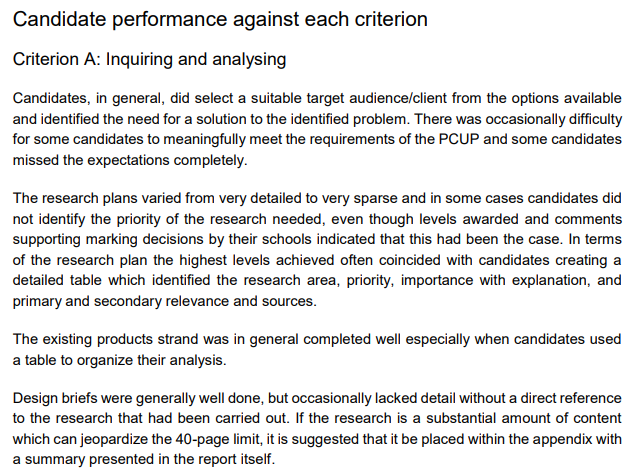 Candidate performance against each criterion
Criterion A: Inquiring and analysing
Candidates, in general, did select a suitable target audience/client from the options available
and identified the need for a solution to the identified problem. There was occasionally difficulty
for some candidates to meaningfully meet the requirements of the PCUP and some candidates
missed the expectations completely.
The research plans varied from very detailed to very sparse and in some cases candidates did
not identify the priority of the research needed, even though levels awarded and comments
supporting marking decisions by their schools indicated that this had been the case. In terms
of the research plan the highest levels achieved often coincided with candidates creating a
detailed table which identified the research area, priority, importance with explanation, and
primary and secondary relevance and sources.
The existing products strand was in general completed well especially when candidates used
a table to organize their analysis.
Design briefs were generally well done, but occasionally lacked detail without a direct reference
to the research that had been carried out. If the research is a substantial amount of content
which can jeopardize the 40-page limit, it is suggested that it be placed within the appendix with
a summary presented in the report itself.